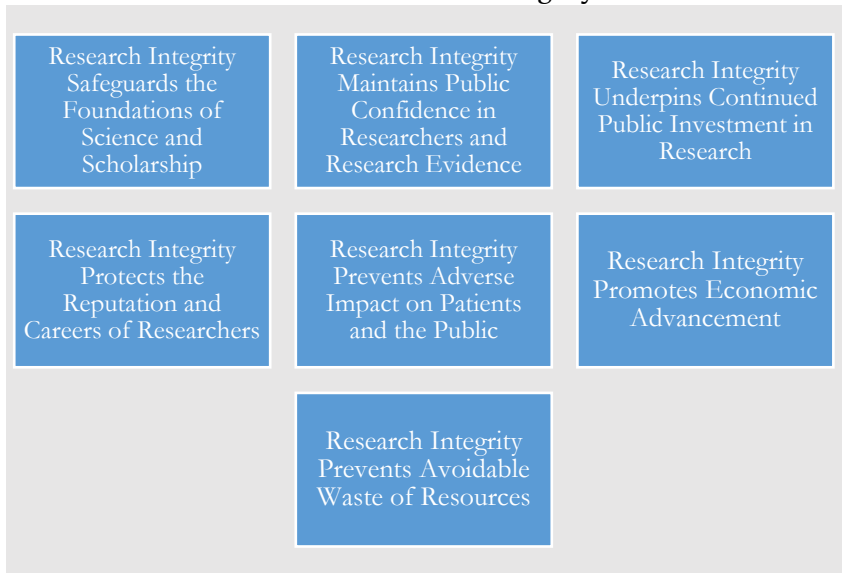 Research Integrity
Safeguards the
Foundations of
Science and
Scholarship
Research Integrity
Maintains Public
Confidence in
Researchers and
Research Evidence
Research Integrity
Underpins Continued
Public Investment in
Research
Research Integrity
Protects the
Reputation and
Careers of Researchers
Research Integrity
Prevents Adverse
Impact on Patients
and the Public
Research Integrity
Promotes Economic
Advancement
Research Integrity
Prevents Avoidable
Waste of Resources